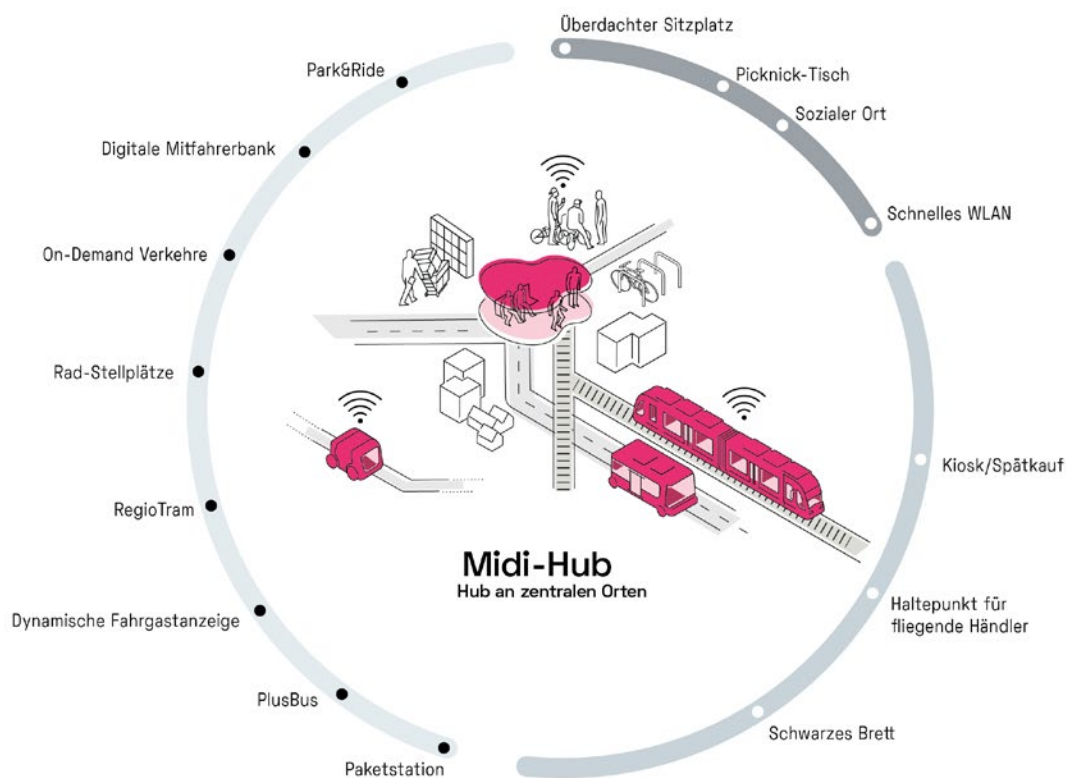 Überdachter Sitzplatz
Park&Ride
Picknick-Tisch
Sozialer Ort
Digitale Mitfahrerbank
Schnelles WLAN
On-Demand Verkehre
Rad-Stellplätze
Kiosk/Spätkauf
RegioTram
Midi-Hub
Hub an zentralen Orten
Haltepunkt für
fliegende Händler
Dynamische Fahrgastanzeige
PlusBus
Schwarzes Brett
Paketstation